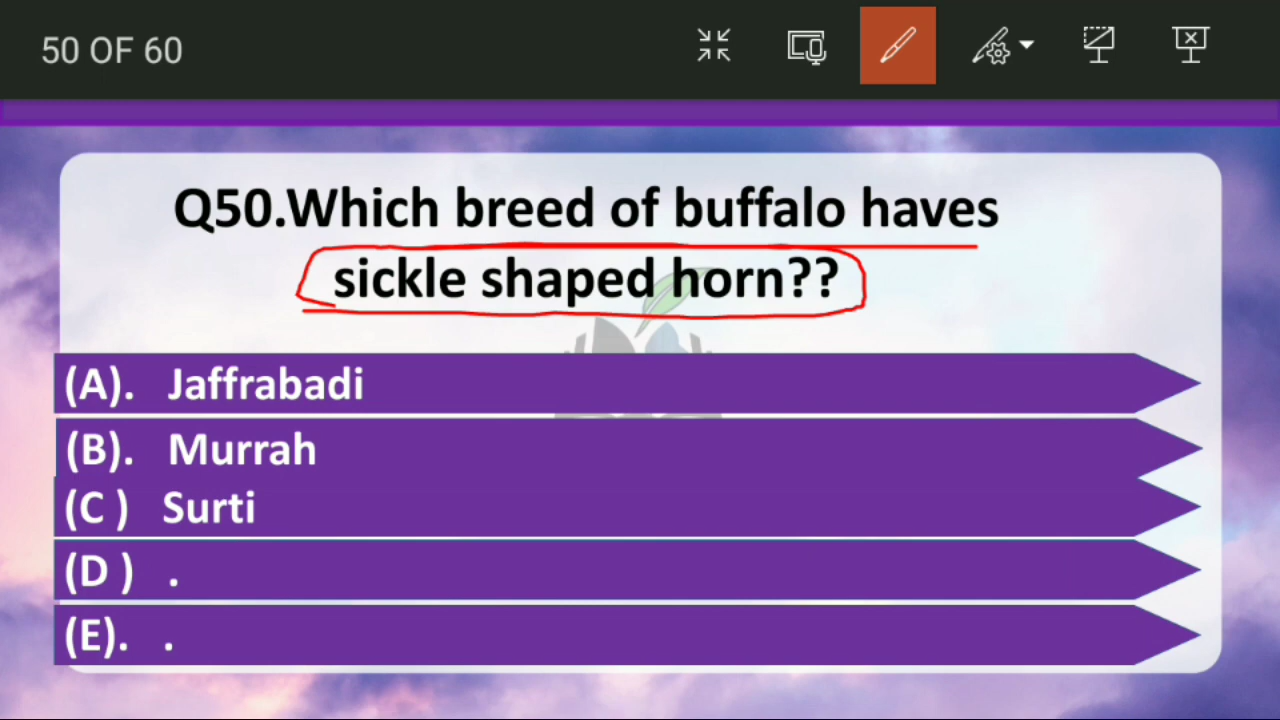 50 OF 60
Q50.Which breed of buffalo haves
sickle shaped horn??
(A). Jaffrabadi
(B). Murrah
(C ) Surti
(D ) .
(E). .